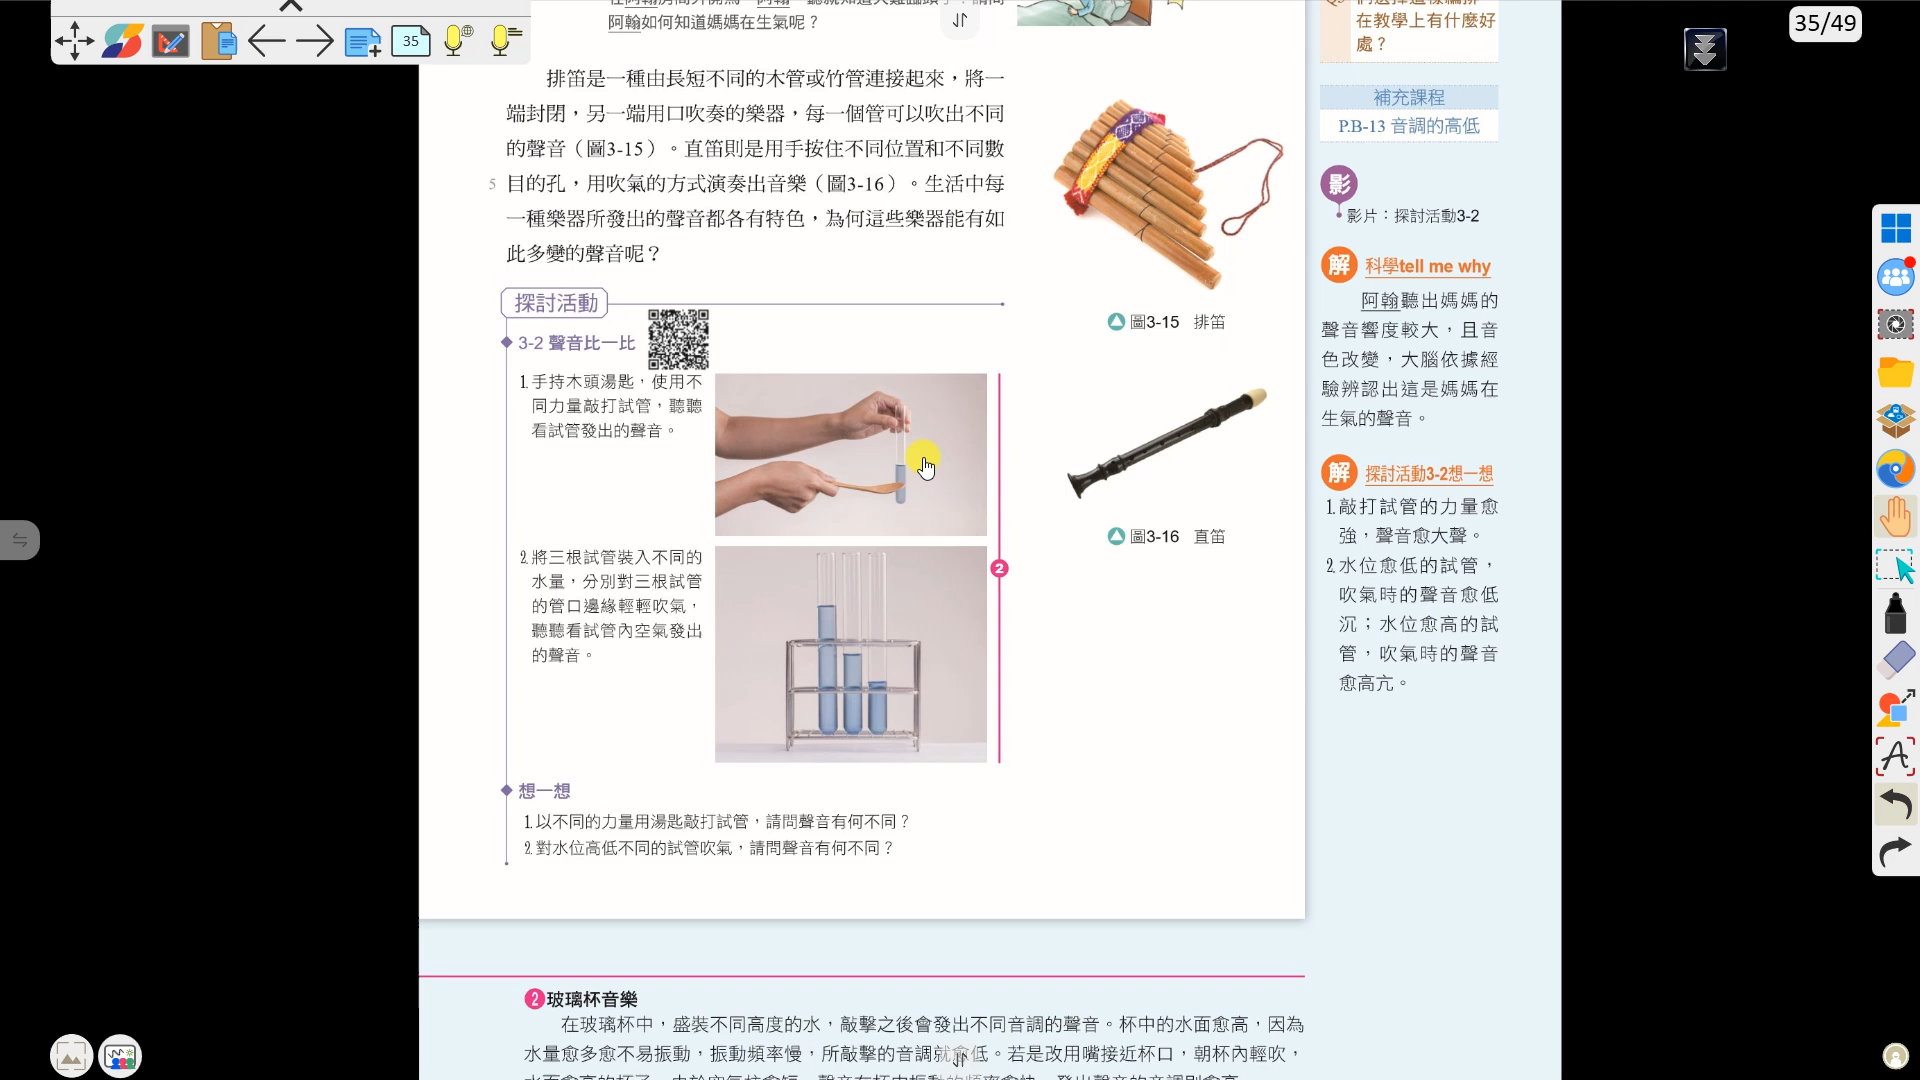 35
35/49
阿翰如何知道媽媽在生氣呢？
在教學上有什麼好
處？
排笛是一種由長短不同的木管或竹管連接起來，將一
端封閉，另一端用口吹奏的樂器，每一個管可以吹出不同
的聲音（圖3-15）。直笛則是用手按住不同位置和不同數
5 目的孔，用吹氣的方式演奏出音樂（圖3-16）。生活中每
一種樂器所發出的聲音都各有特色，為何這些樂器能有如
此多變的聲音呢？
探討活動
3-2 聲音比一比
1.手持木頭湯匙，使用不
同力量敲打試管，聽聽
看試管發出的聲音。
2.將三根試管裝入不同的
水量，分別對三根試管
的管口邊緣輕輕吹氣，
聽聽看試管內空氣發出
的聲音。
2
想一想
1.以不同的力量用湯匙敲打試管，請問聲音有何不同？
2.對水位高低不同的試管吹氣，請問聲音有何不同？
圖3-15 排笛
圖3-16 直笛
補充課程
P.B-13 音調的高低
影
影片：探討活動3-2
解 科學tell me why
阿翰聽出媽媽的
聲音響度較大，且音
色改變，大腦依據經
驗辨認出這是媽媽在
生氣的聲音。
解 探討活動3-2想一想
1.敲打試管的力量愈
強，聲音愈大聲。
2.水位愈低的試管，
吹氣時的聲音愈低
沉；水位愈高的試
管，吹氣時的聲音
愈高亢。
2 玻璃杯音樂
在玻璃杯中，盛裝不同高度的水，敲擊之後會發出不同音調的聲音。杯中的水面愈高，因為
水量愈多愈不易振動，振動頻率慢，所敲擊的音調就愈低。若是改用嘴接近杯口，朝杯內輕吹，